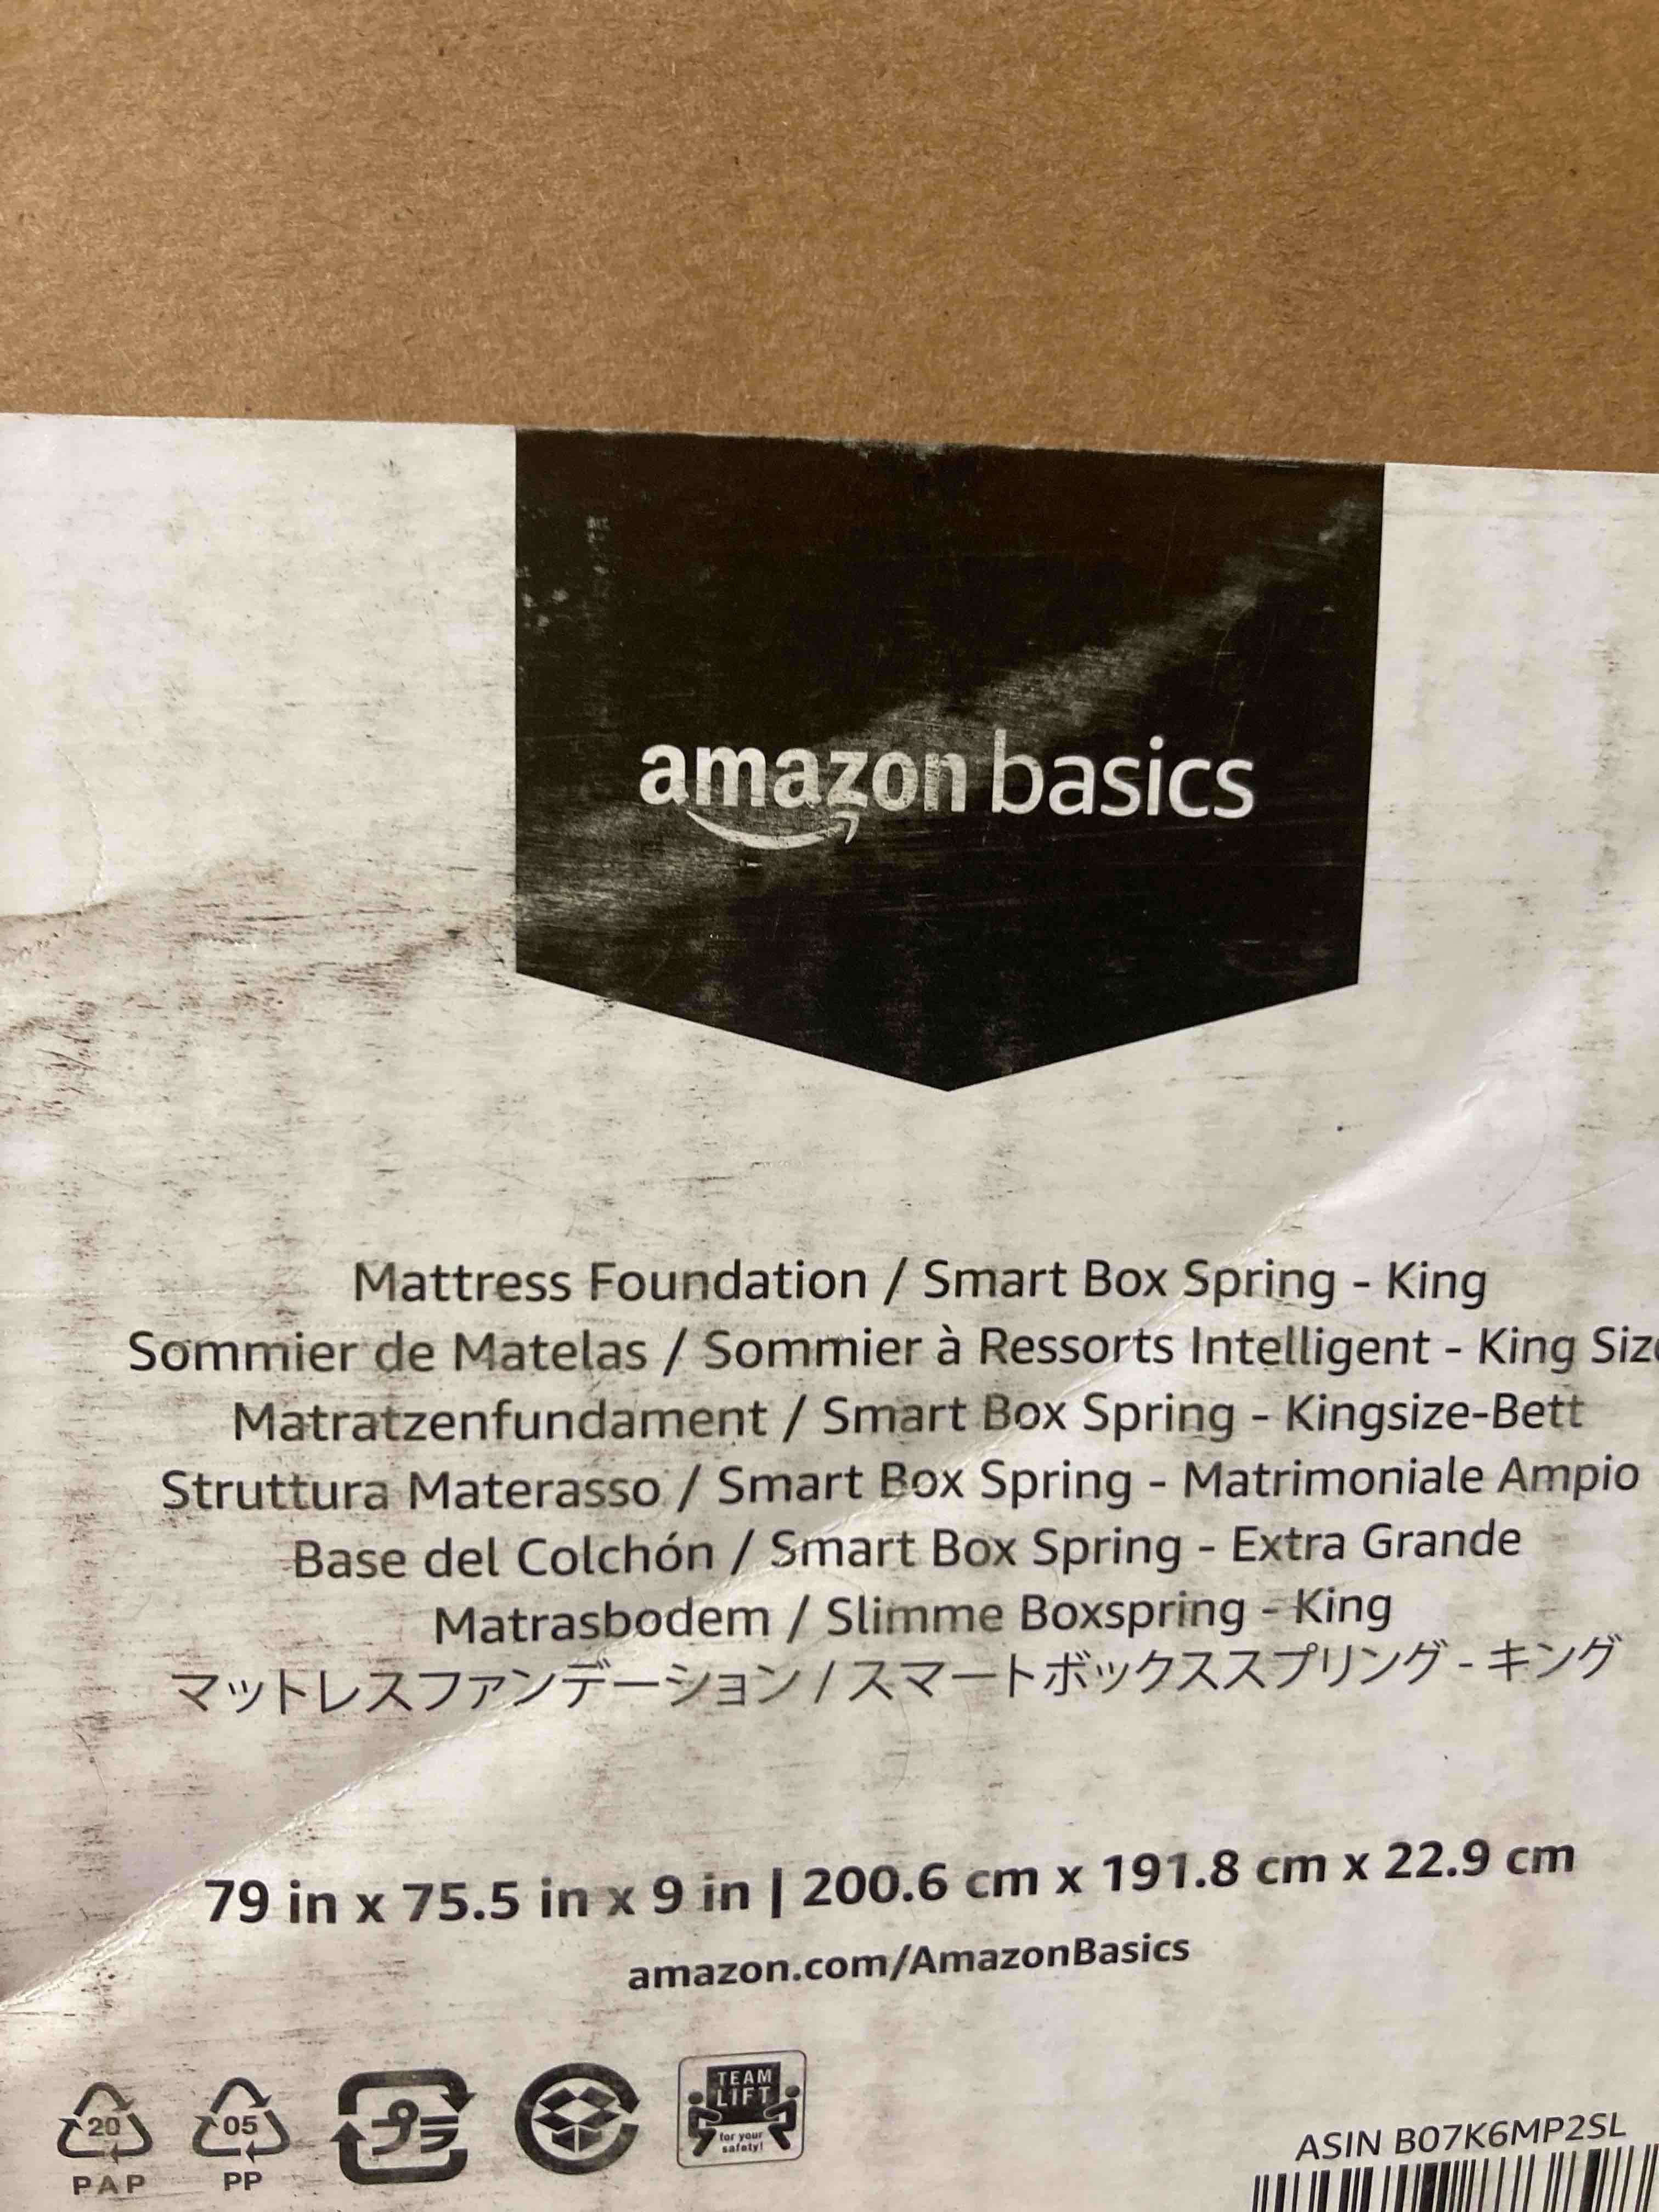 amazon basics
Mattress Foundation / Smart Box Spring - King
Sommier de Matelas / Sommier à Ressorts Intelligent - King Size
Matratzenfundament / Smart Box Spring - Kingsize-Bett
Struttura Materasso / Smart Box Spring - Matrimoniale Ampio
Base del Colchón / Smart Box Spring - Extra Grande
Matrasbodem / Slimme Boxspring - King
マットレスファンデーション / スマートボックススプリング - キング
79 in x 75.5 in x 9 in | 200.6 cm x 191.8 cm x 22.9 cm
amazon.com/AmazonBasics
20
PAP
05
PP
TEAM
LIFT
for your
safety!
ASIN B07K6MP2SL